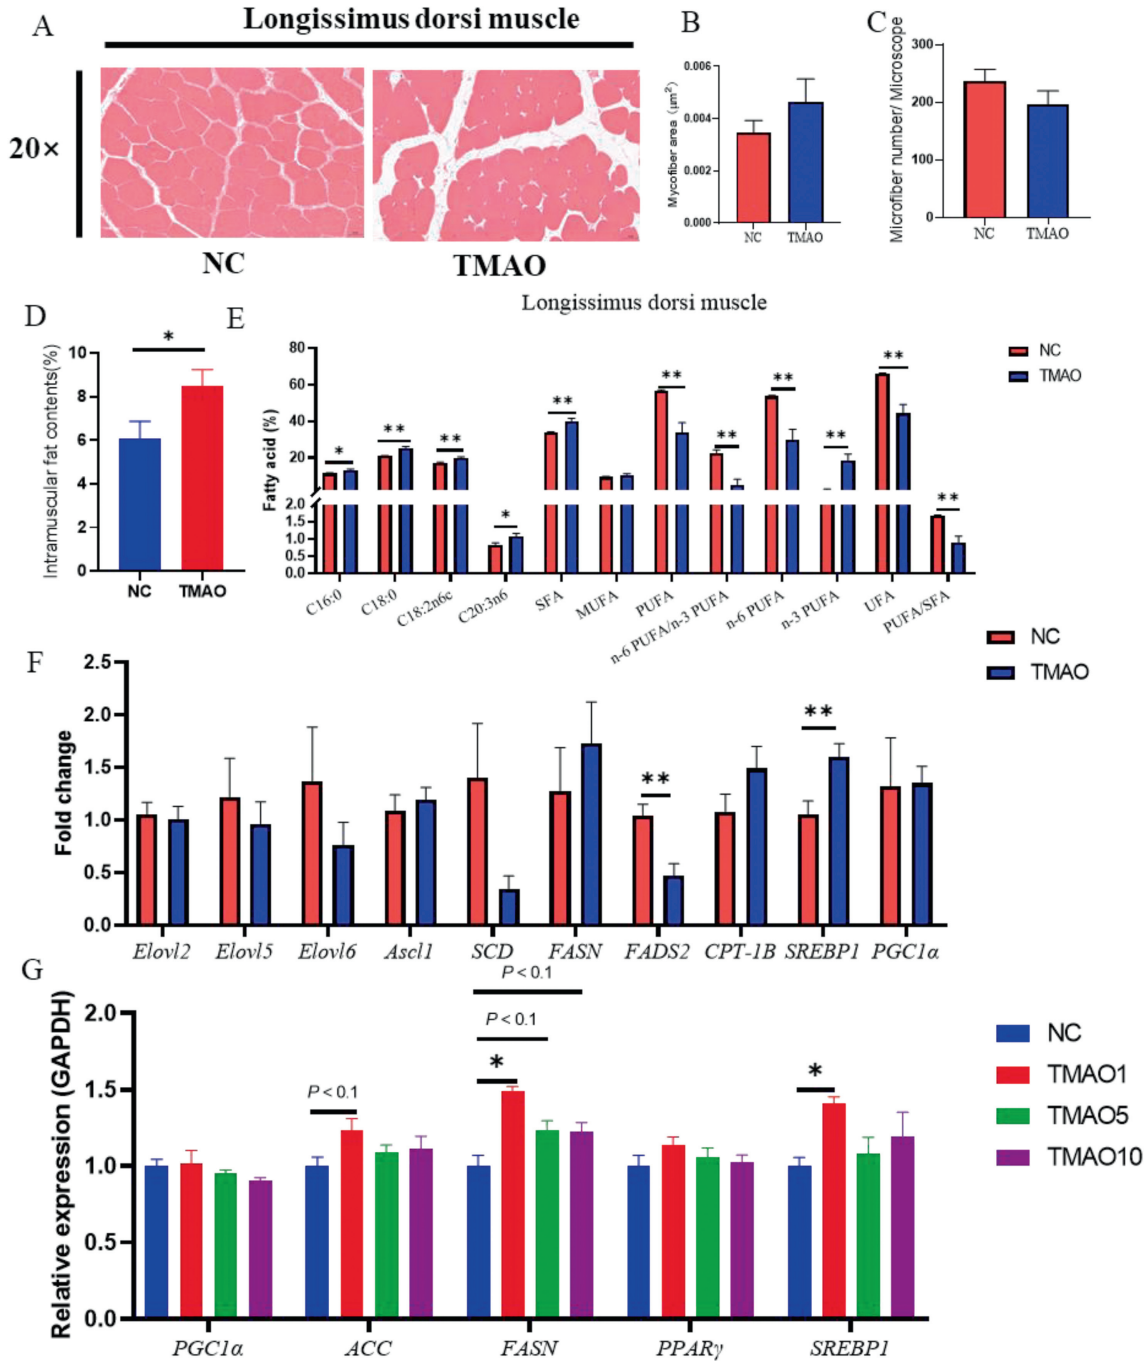 A
Longissimus dorsi muscle
20×
NC
TMAO
B
Mycofiber area (μm²)
0.006
0.004
0.002
0.000
NC
TMAO
C
Microfiber number/ Microscope
300
200
100
0
NC
TMAO
D
Intramuscular fat contents(%)
10
8
6
4
2
0
*
NC
TMAO
E
Longissimus dorsi muscle
NC
TMAO
Fatty acid (%)
80
60
40
20
2.0
1.5
1.0
0.5
0.0
*
**
**
*
**
**
**
**
**
**
**
C16:0
C18:0
C18:2n6c
C20:3n6
SFA
MUFA
PUFA
n-6 PUFA/n-3 PUFA
n-6 PUFA
n-3 PUFA
UFA
PUFA/SFA
F
NC
TMAO
Fold change
2.5
2.0
1.5
1.0
0.5
0.0
**
**
Elovl2
Elovl5
Elovl6
Ascl1
SCD
FASN
FADS2
CPT-1B
SREBP1
PGC1α
G
Relative expression (GAPDH)
2.0
1.5
1.0
0.5
0.0
P < 0.1
P < 0.1
P < 0.1
*
*
NC
TMAO1
TMAO5
TMAO10
PGC1α
ACC
FASN
PPARγ
SREBP1